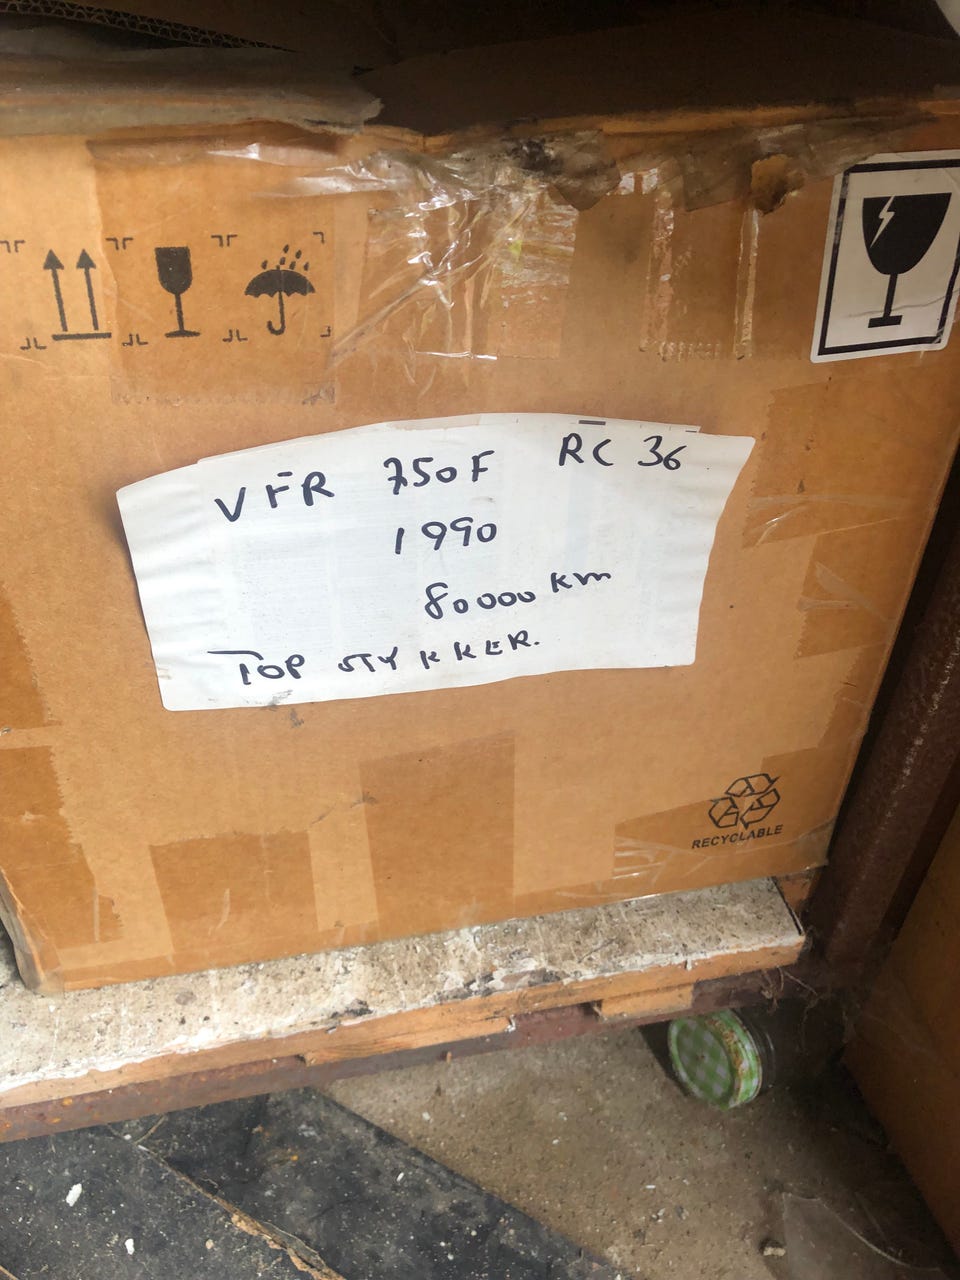 VFR 750F RC 36
1990
80000 km
TOP STYKKER.
RECYCLABLE